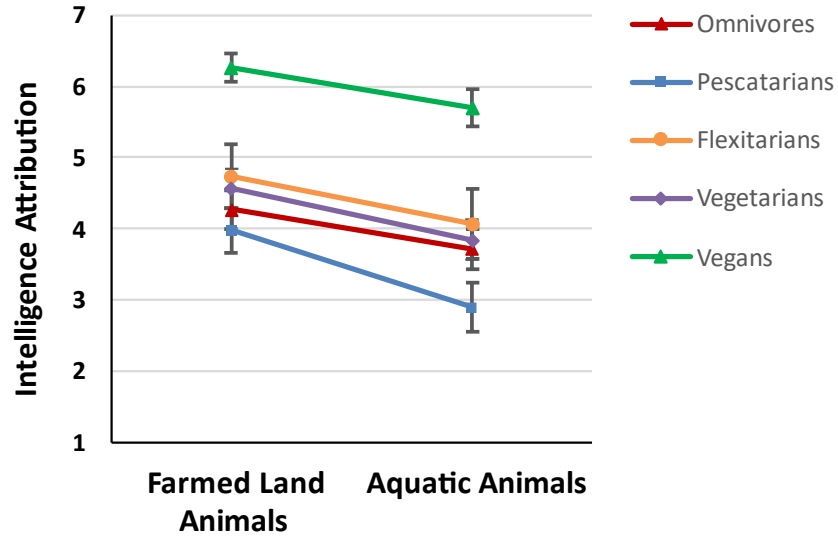 7
6
5
4
3
2
1
Intelligence Attribution
Farmed Land
Animals
Aquatic Animals
Omnivores
Pescatarians
Flexitarians
Vegetarians
Vegans